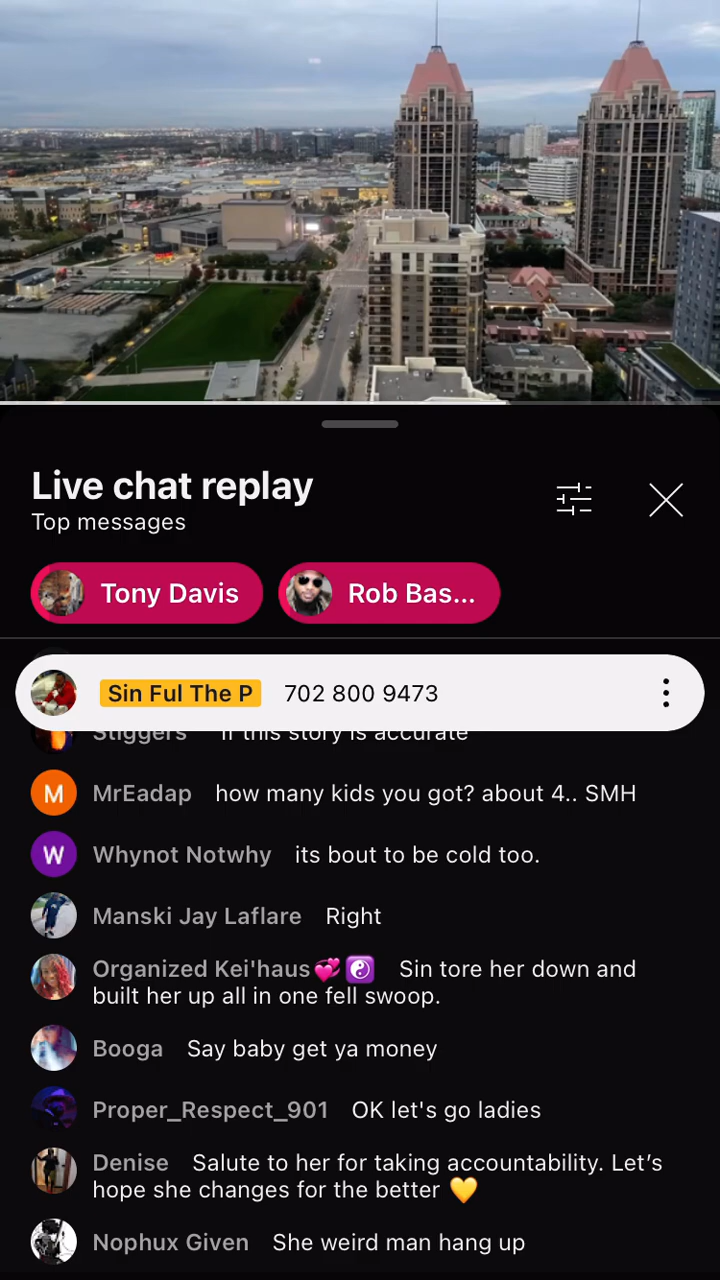 Live chat replay
Top messages
Tony Davis
Rob Bas...
Sin Ful The P 702 800 9473
Stiggers If this story is accurate
M MrEadap how many kids you got? about 4.. SMH
W Whynot Notwhy its bout to be cold too.
Manski Jay Laflare Right
Organized Kei'haus💞☯️ Sin tore her down and
built her up all in one fell swoop.
Booga Say baby get ya money
Proper_Respect_901 OK let's go ladies
Denise Salute to her for taking accountability. Let’s
hope she changes for the better 💛
Nophux Given She weird man hang up